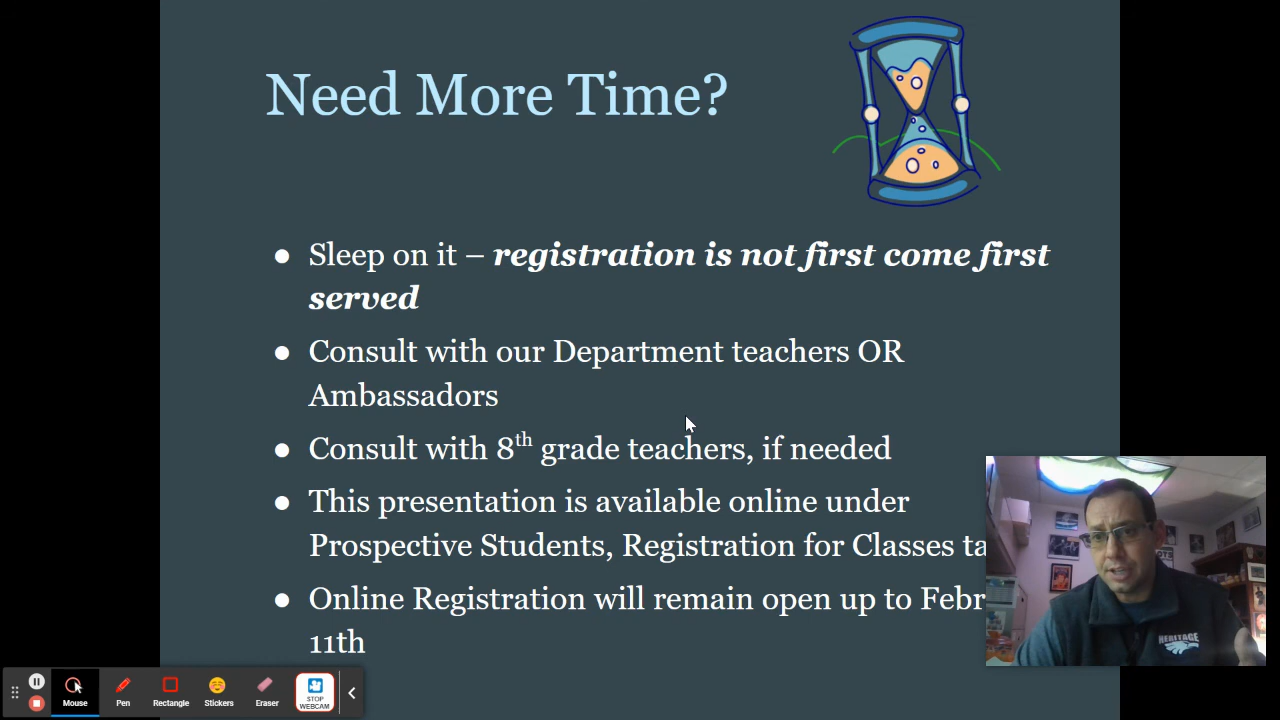 Need More Time?
● Sleep on it – registration is not first come first
served
● Consult with our Department teachers OR
Ambassadors
● Consult with 8th grade teachers, if needed
● This presentation is available online under
Prospective Students, Registration for Classes ta
● Online Registration will remain open up to Febr
11th
HERITAGE
Mouse
Pen
Rectangle
Stickers
Eraser
STOP
WEBCAM